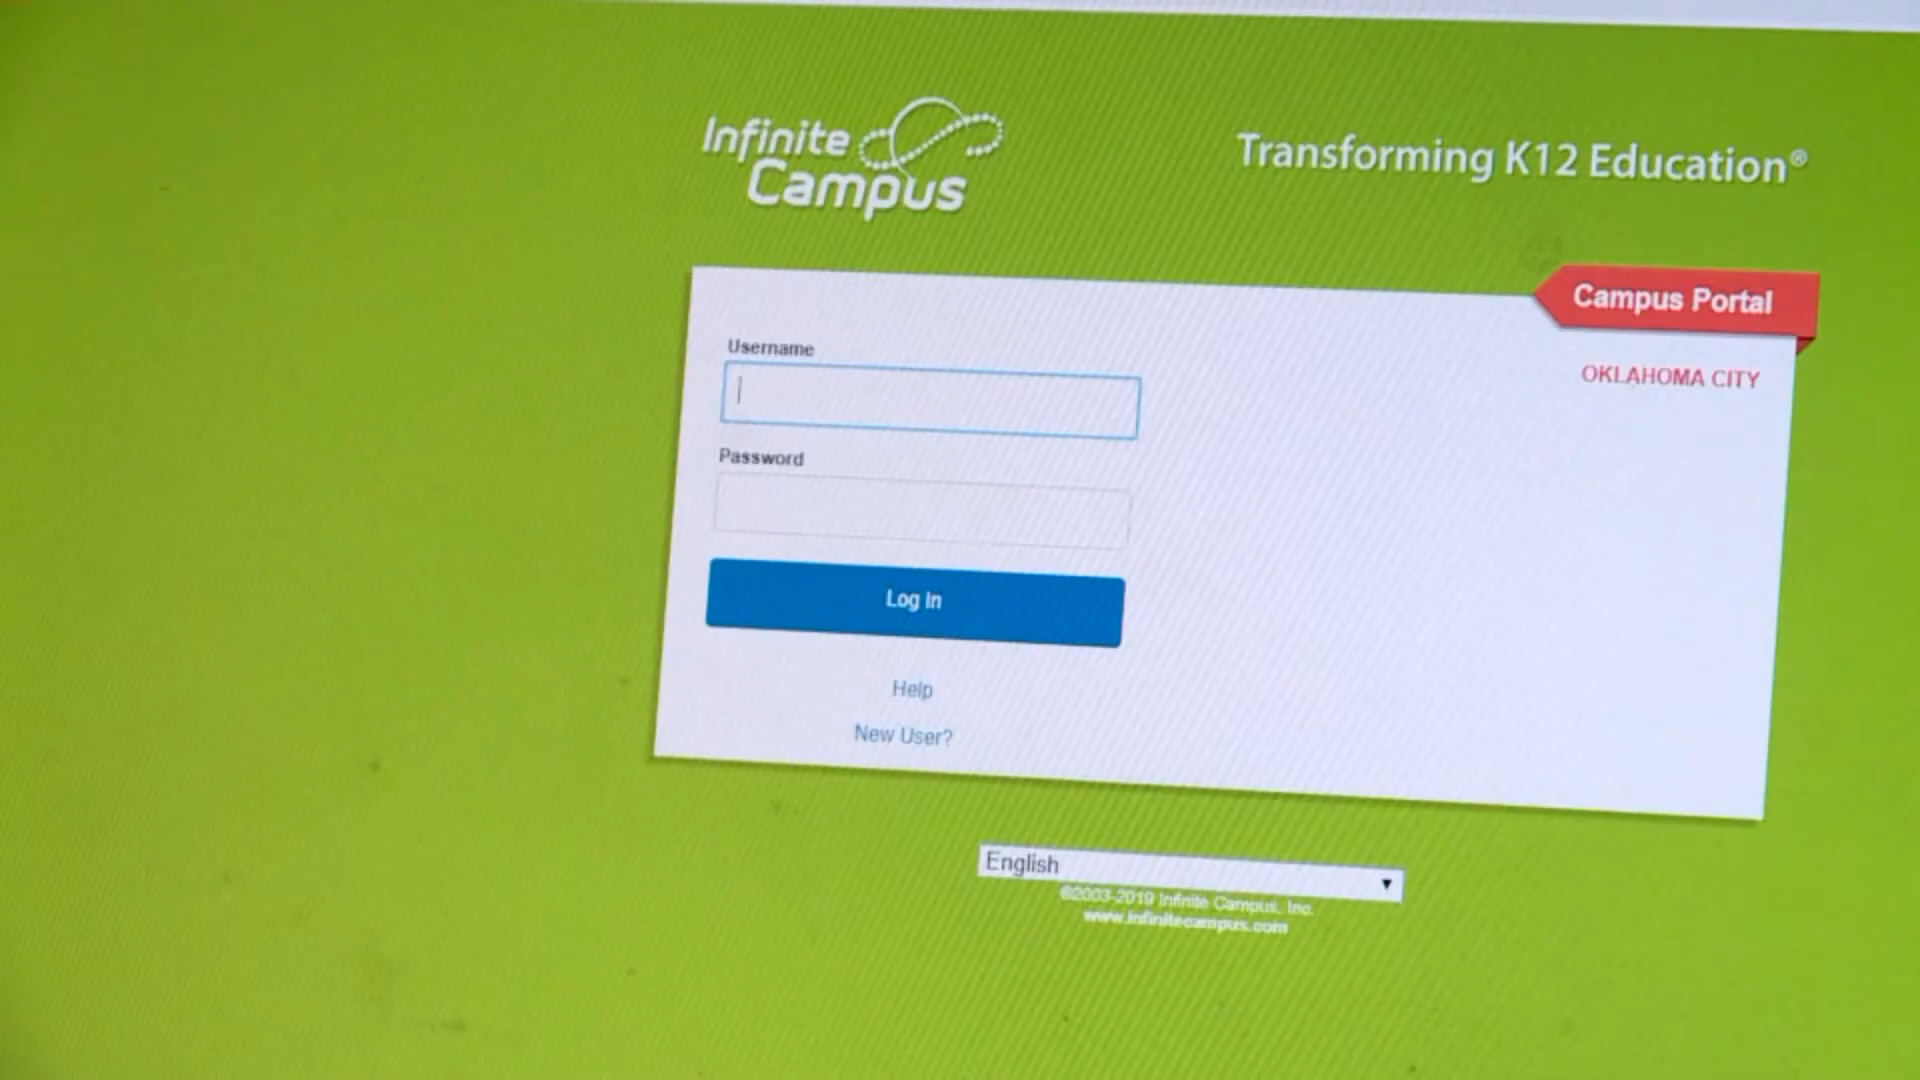 Infinite
Campus
Transforming K12 Education®
Campus Portal
OKLAHOMA CITY
Username
Password
Log In
Help
New User?
English
©2003-2019 Infinite Campus, Inc.
www.infinitecampus.com